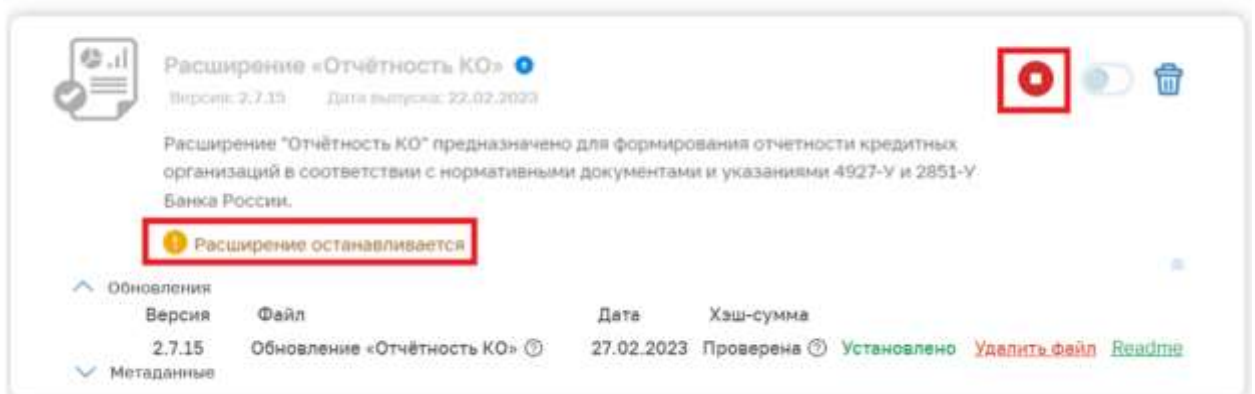 Расширение «Отчётность КО»
Версия: 2.7.15 Дата выпуска: 22.02.2023
Расширение "Отчётность КО" предназначено для формирования отчетности кредитных
организаций в соответствии с нормативными документами и указаниями 4927-У и 2851-У
Банка России.
Расширение останавливается
Обновления
Версия Файл Дата Хэш-сумма
2.7.15 Обновление «Отчётность КО» 27.02.2023 Проверена Установлено Удалить файл Readme
Метаданные